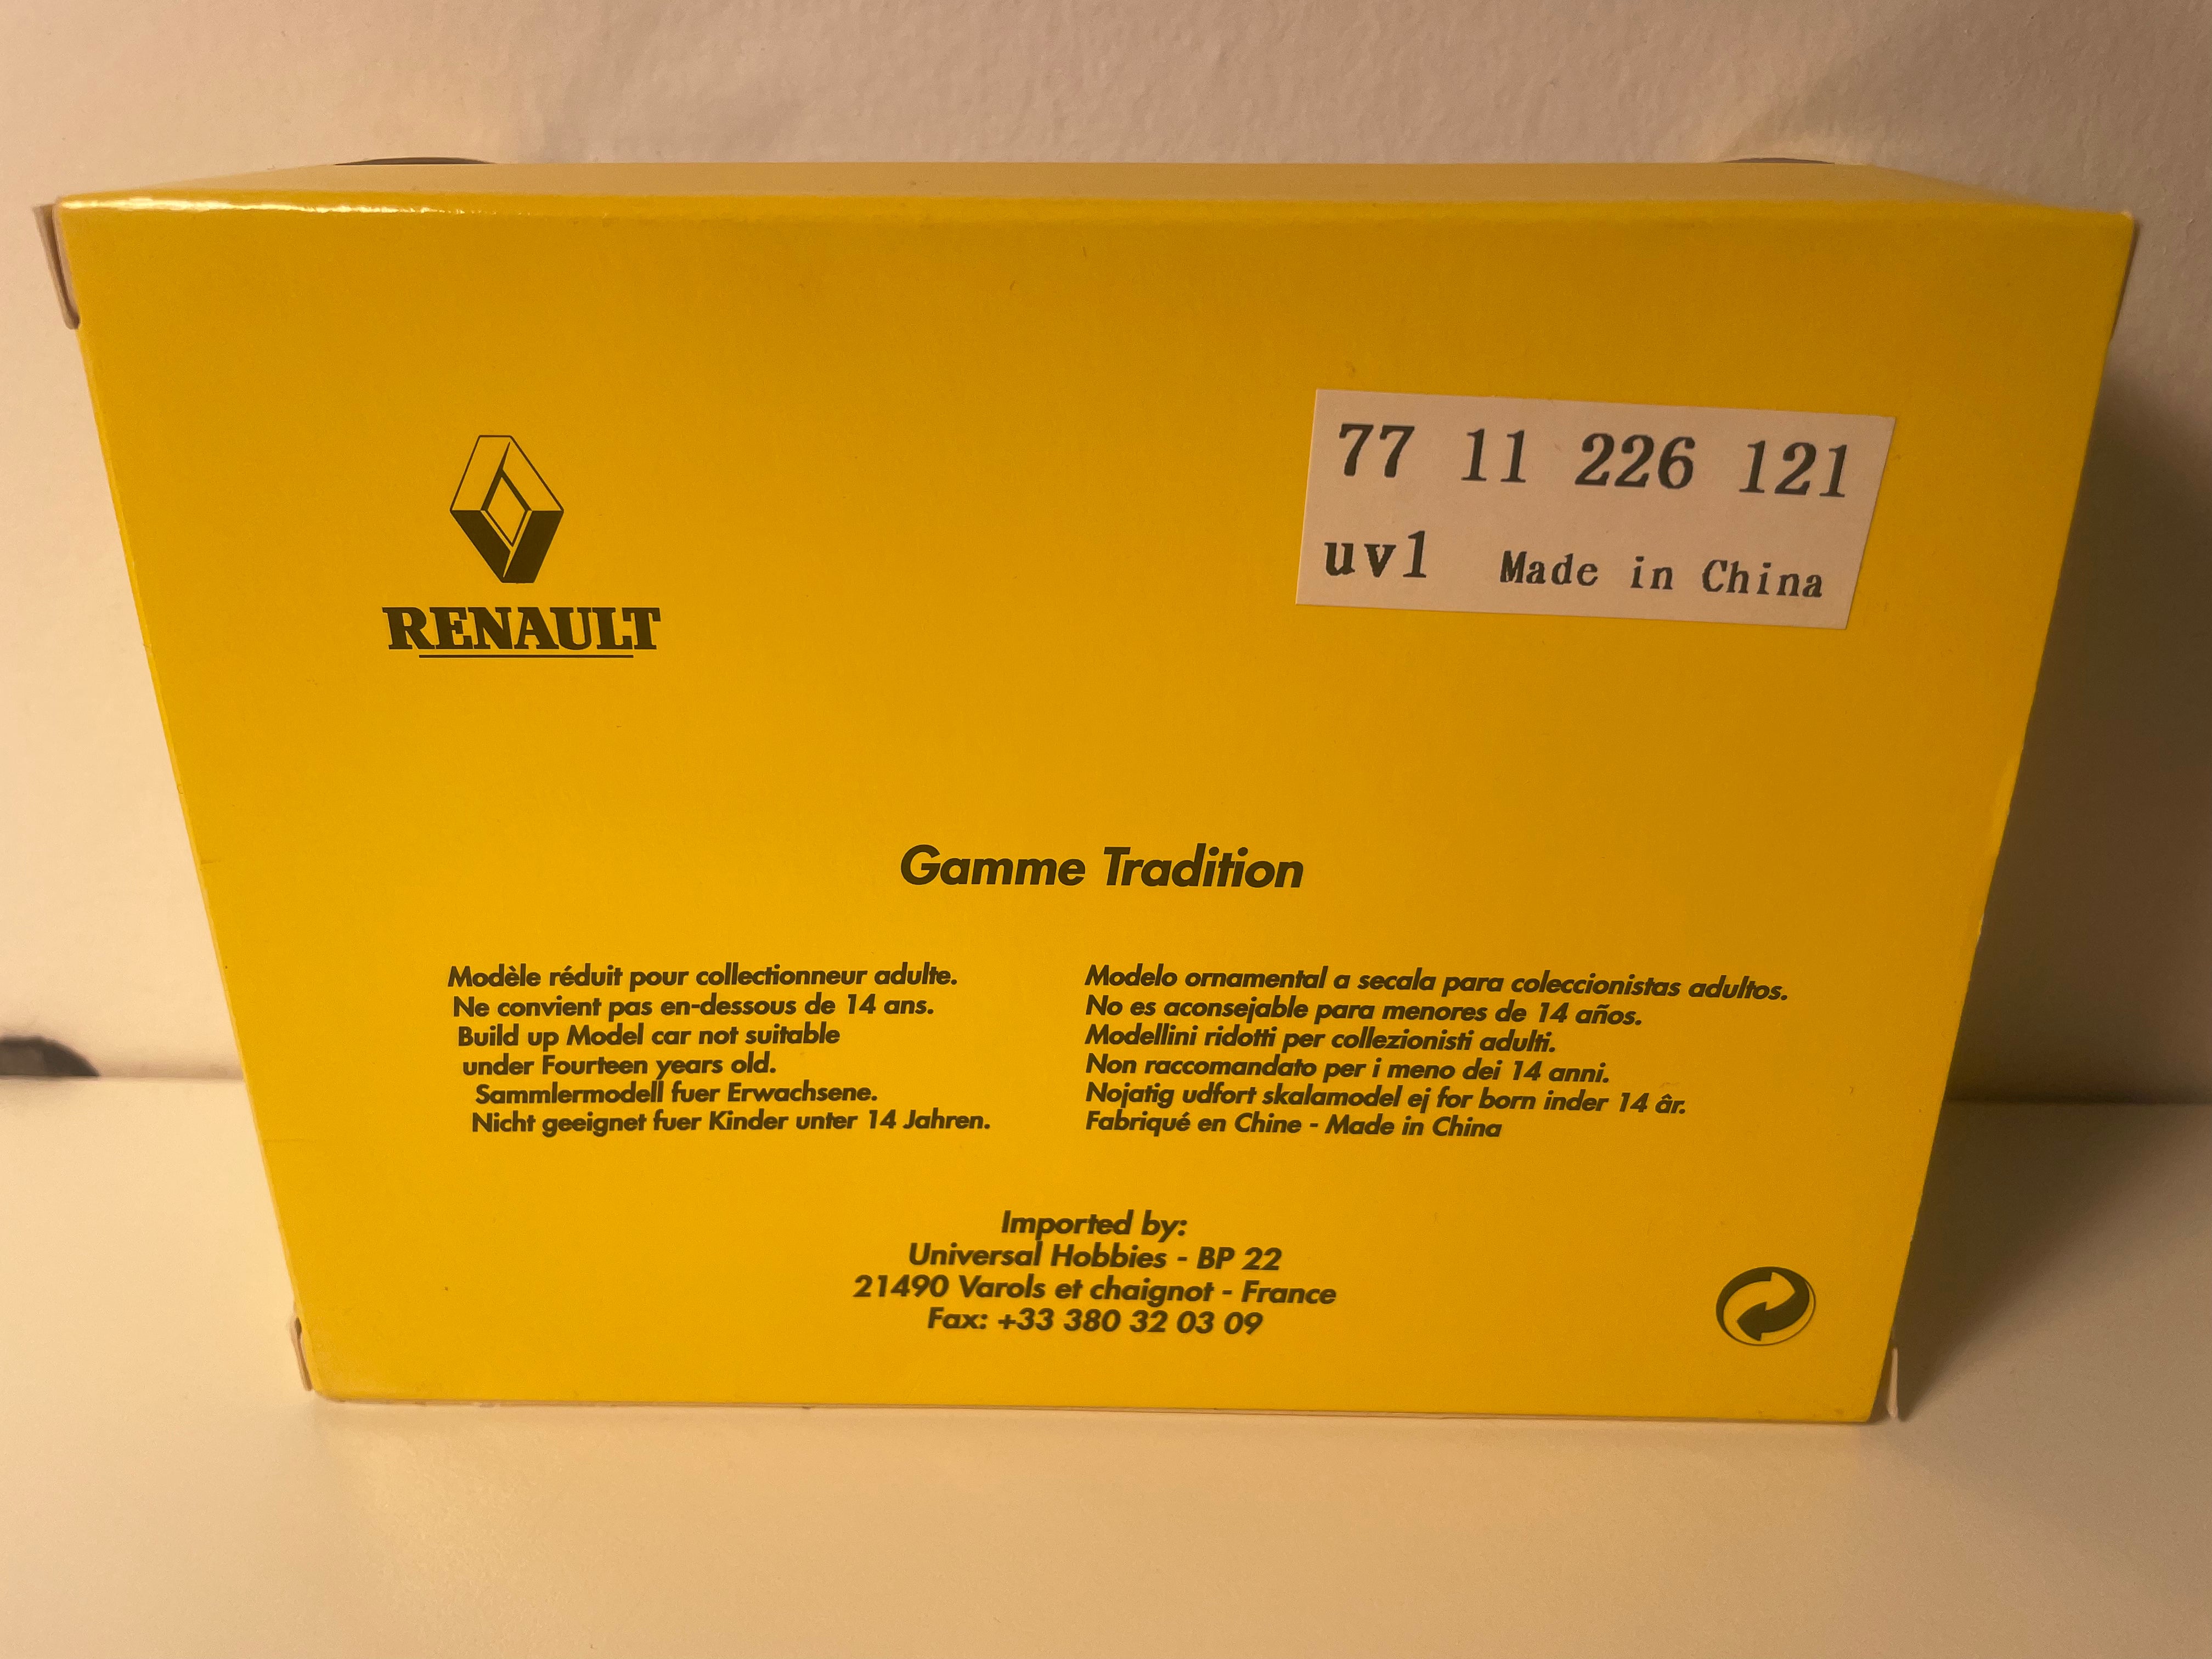 RENAULT
77 11 226 121
uv1 Made in China
Gamme Tradition
Modèle réduit pour collectionneur adulte.
Ne convient pas en-dessous de 14 ans.
Build up Model car not suitable
under Fourteen years old.
Sammlermodell fuer Erwachsene.
Nicht geeignet fuer Kinder unter 14 Jahren.
Modelo ornamental a secala para coleccionistas adultos.
No es aconsejable para menores de 14 años.
Modellini ridotti per collezionisti adulti.
Non raccomandato per i meno dei 14 anni.
Nojatig udfort skalamodel ej for born inder 14 âr.
Fabriqué en Chine - Made in China
Imported by:
Universal Hobbies - BP 22
21490 Varols et chaignot - France
Fax: +33 380 32 03 09